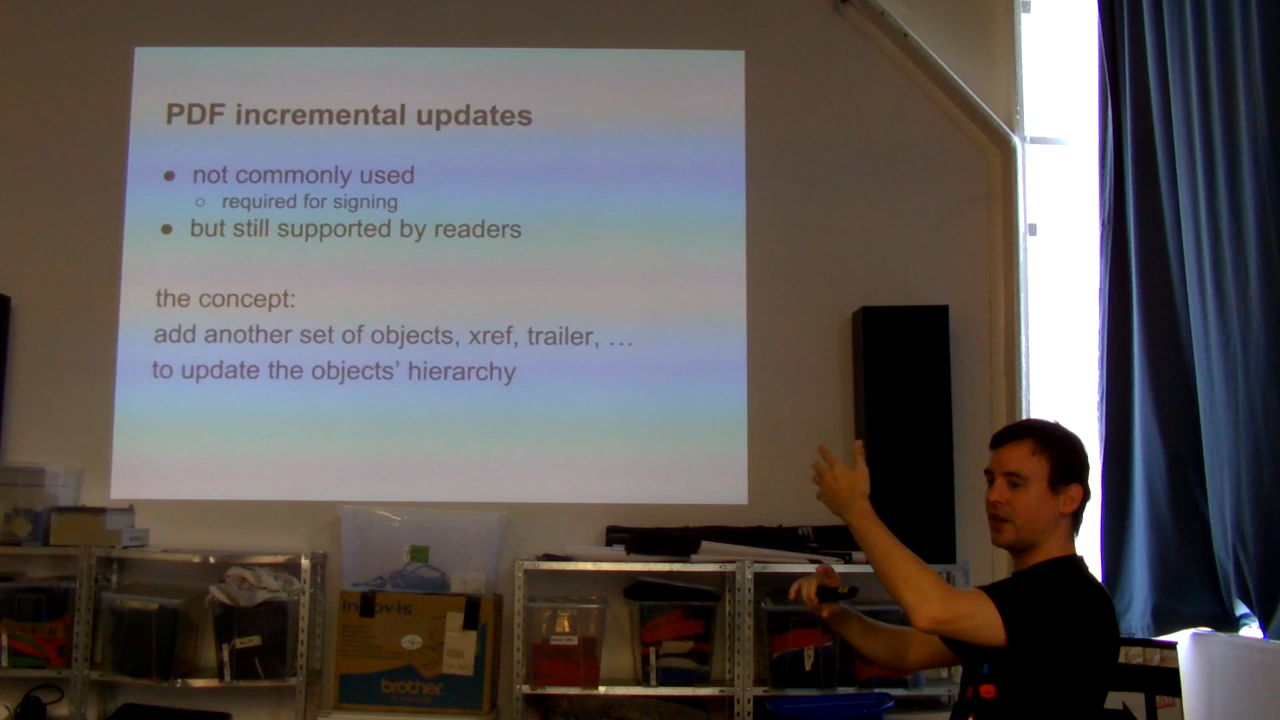 PDF incremental updates
● not commonly used
○ required for signing
● but still supported by readers
the concept:
add another set of objects, xref, trailer, …
to update the objects’ hierarchy
brother